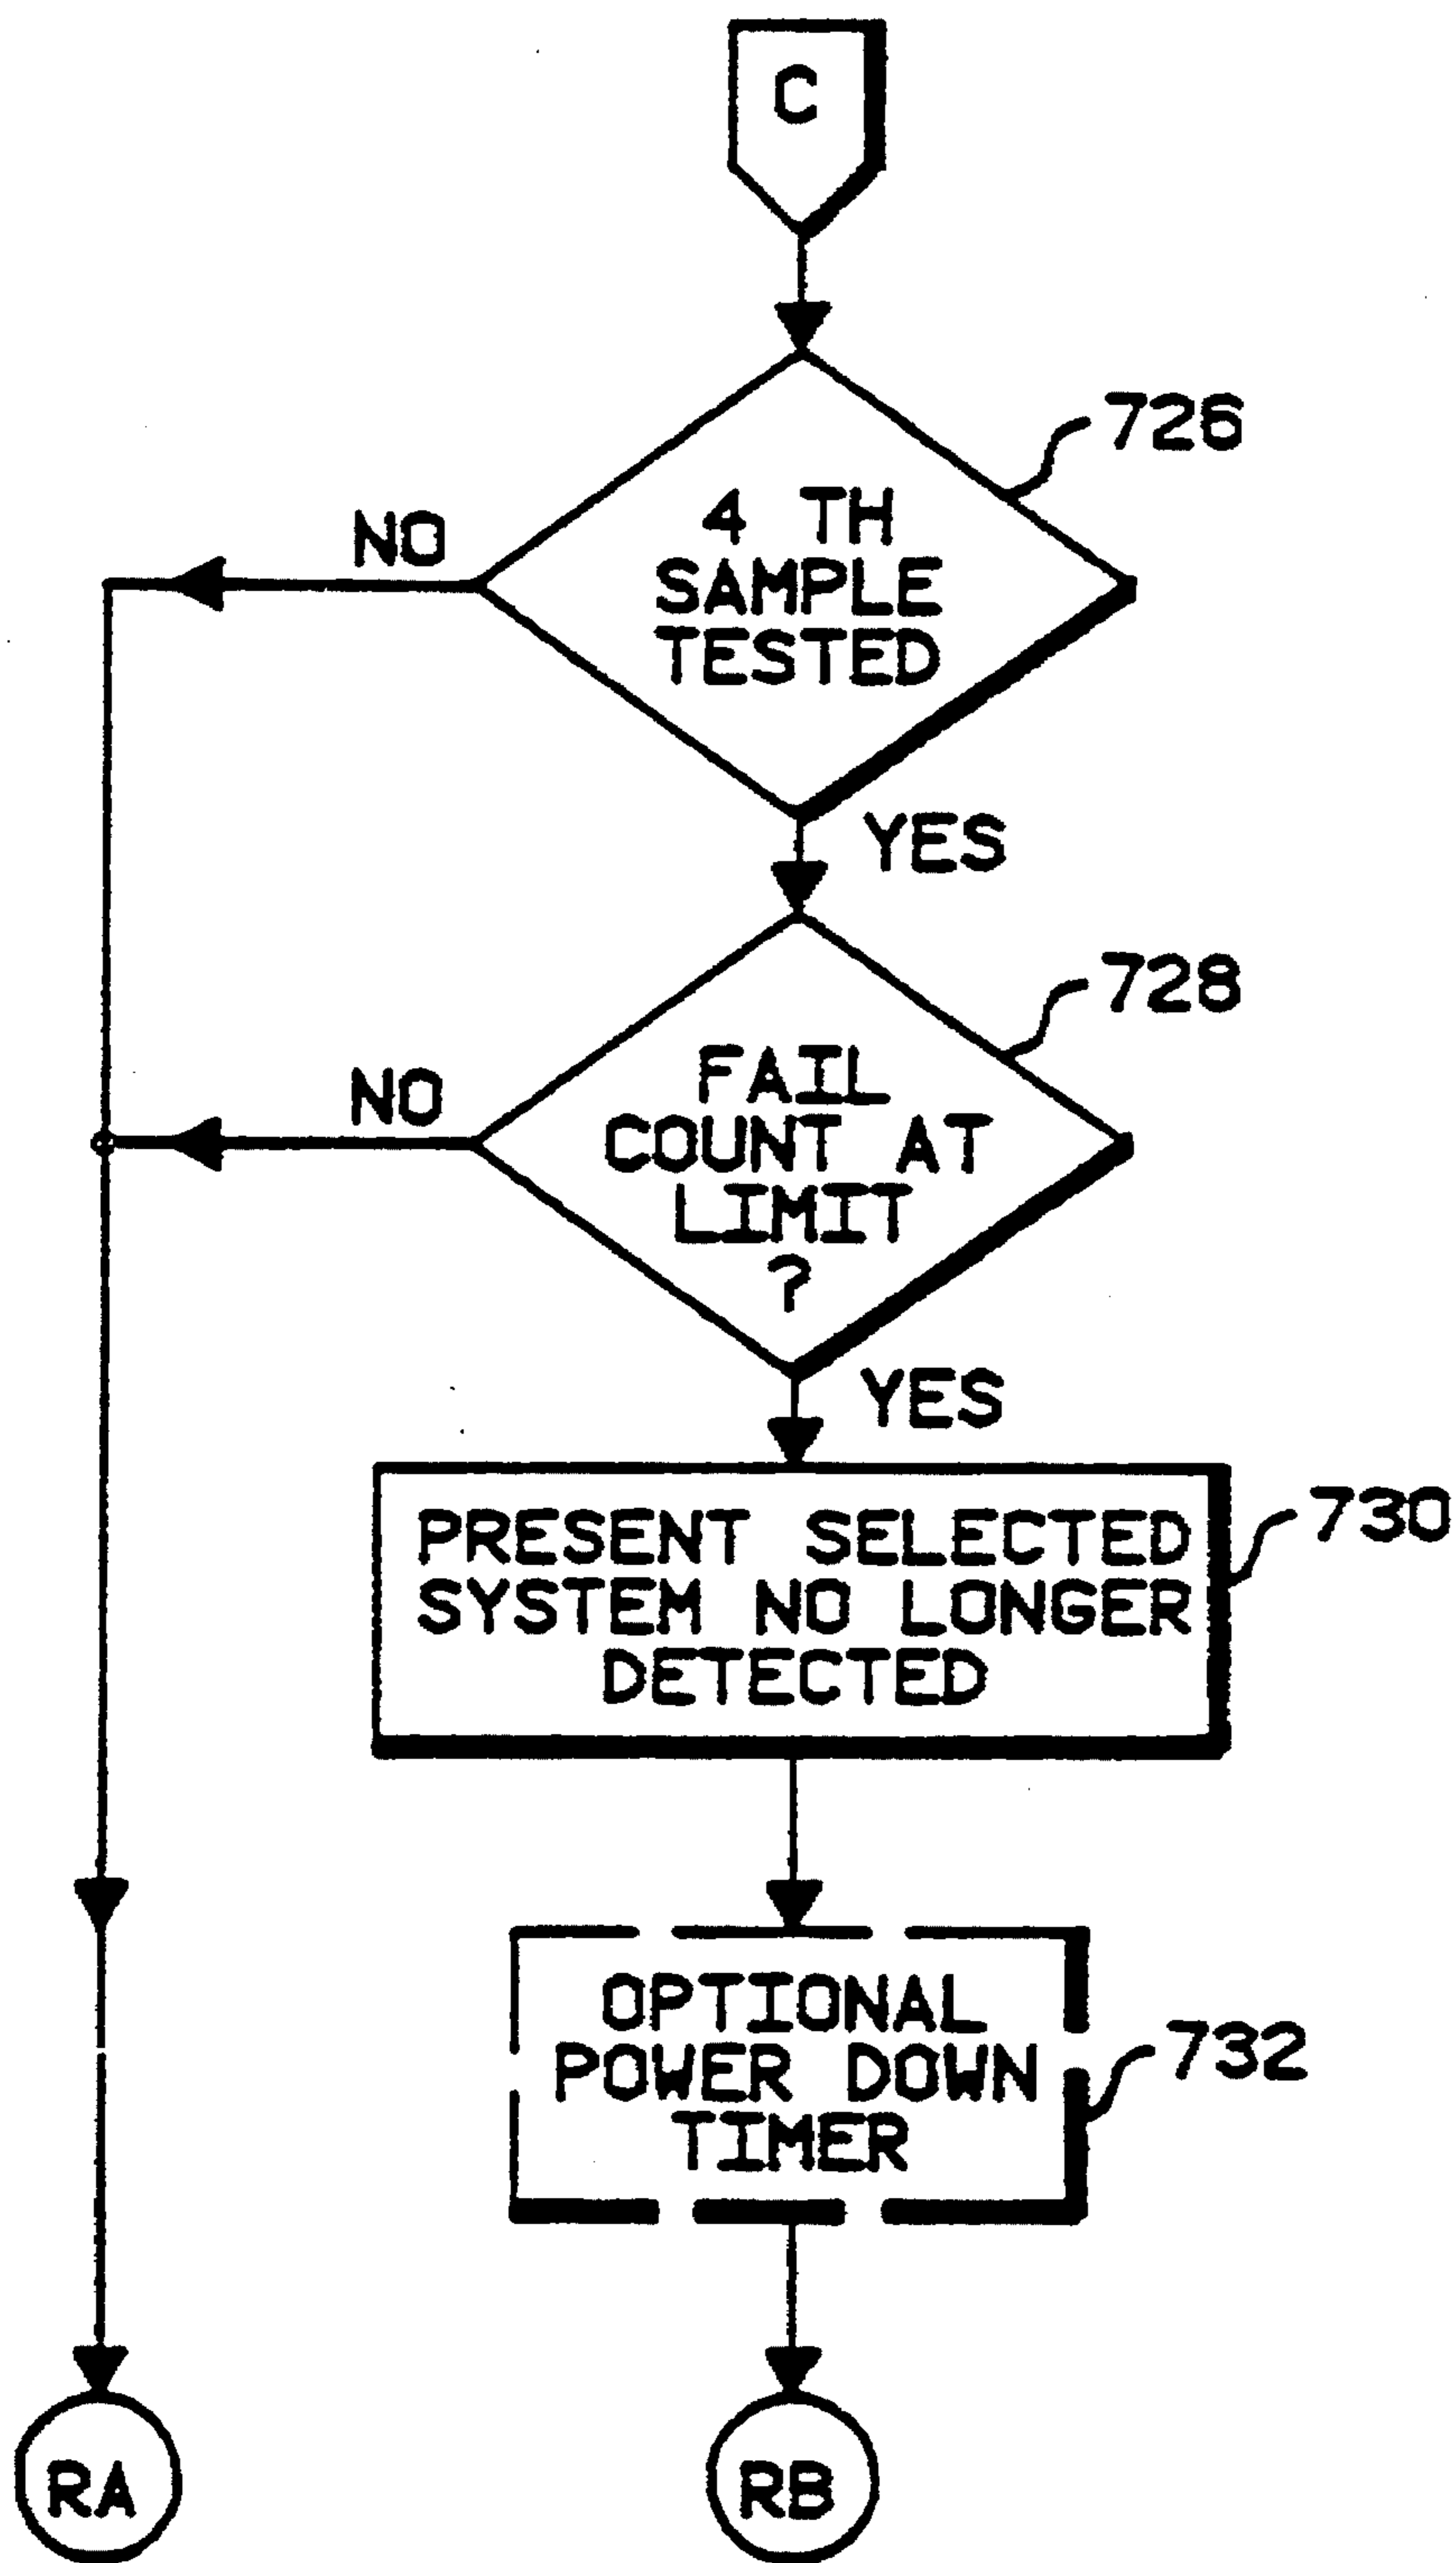 C
726
4 TH
SAMPLE
TESTED
NO
YES
728
FAIL
COUNT AT
LIMIT
?
NO
YES
730
PRESENT SELECTED
SYSTEM NO LONGER
DETECTED
OPTIONAL
POWER DOWN
TIMER
732
RA
RB